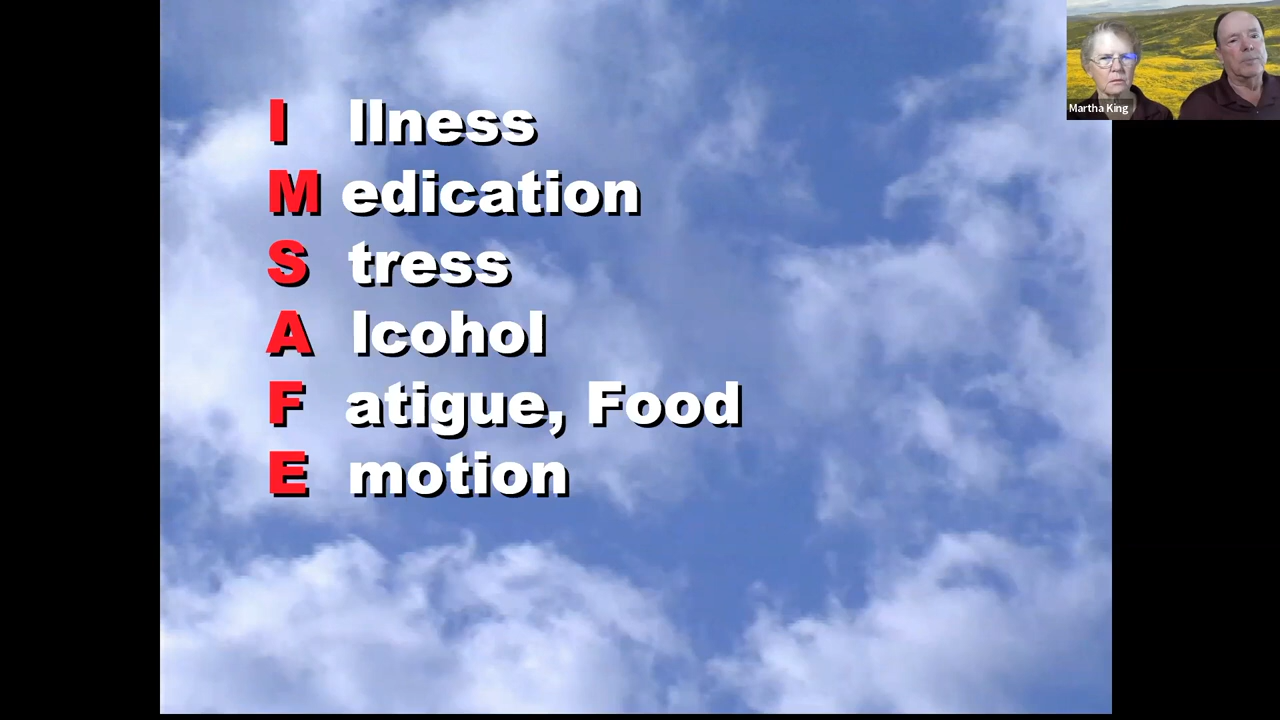 I llness
M edication
S tress
A lcohol
F atigue, Food
E motion
Martha King